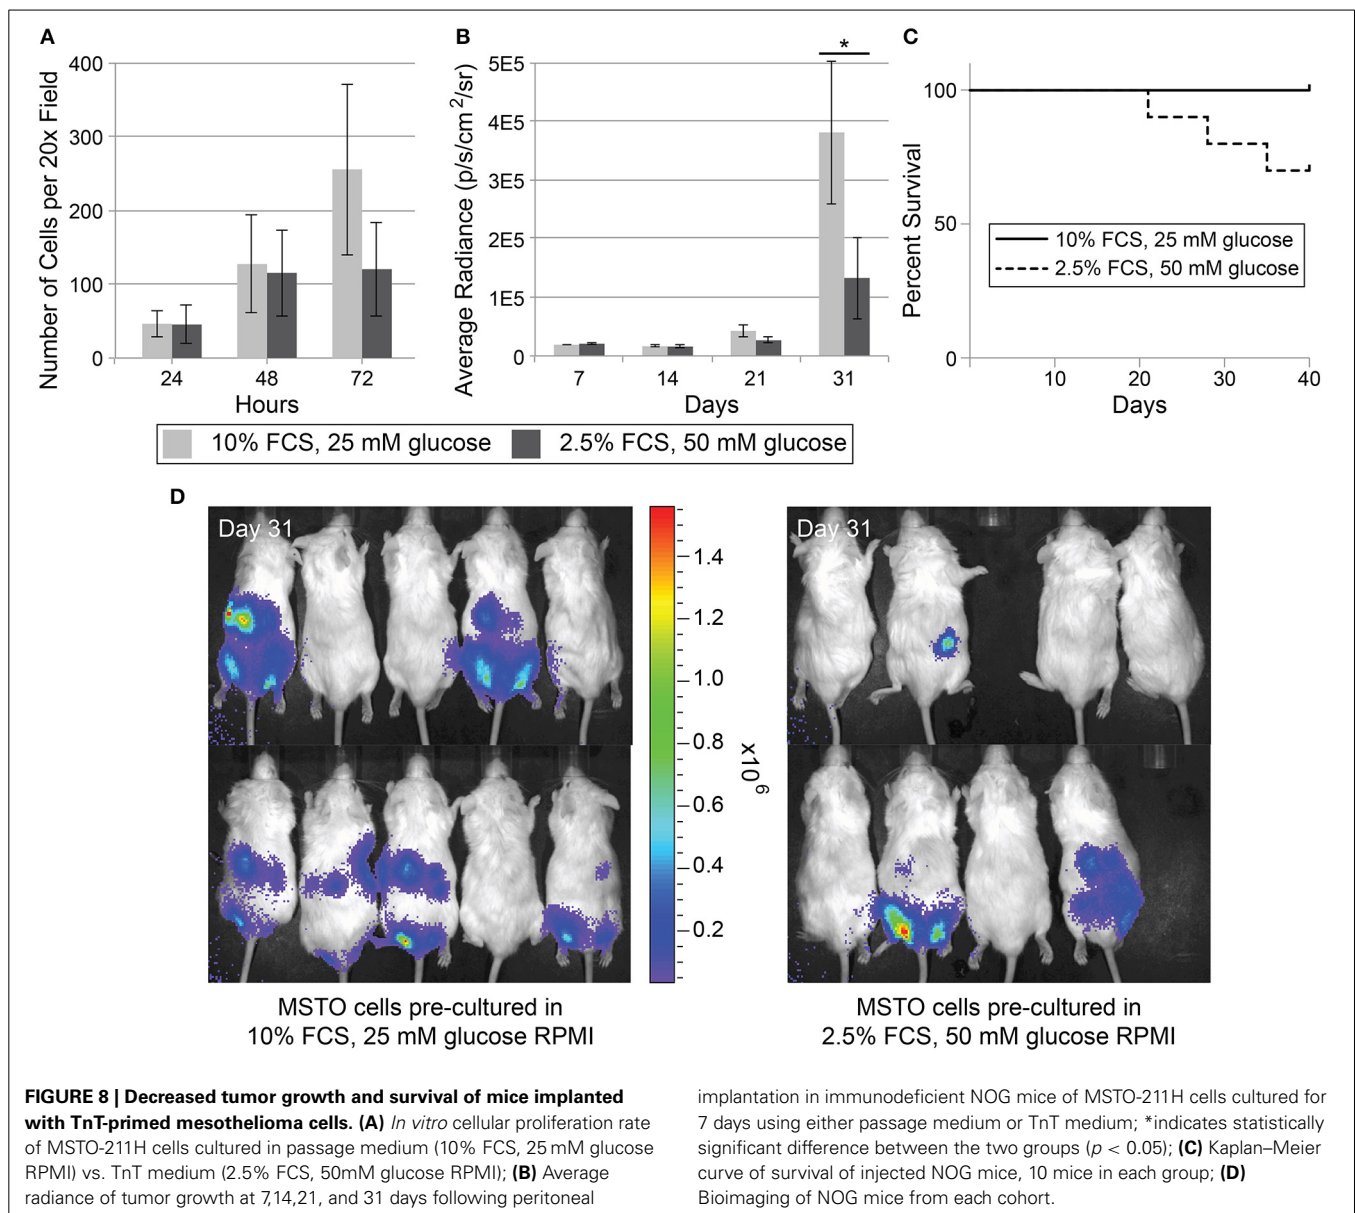 A
Number of Cells per 20x Field
400
300
200
100
0
24
48
72
Hours
B
Average Radiance (p/s/cm²/sr)
5E5
4E5
3E5
2E5
1E5
0
*
7
14
21
31
Days
C
Percent Survival
100
50
0
10% FCS, 25 mM glucose
2.5% FCS, 50 mM glucose
10
20
30
40
Days
10% FCS, 25 mM glucose
2.5% FCS, 50 mM glucose
D
Day 31
1.4
1.2
1.0
0.8
0.6
0.4
0.2
x10⁶
Day 31
MSTO cells pre-cultured in
10% FCS, 25 mM glucose RPMI
MSTO cells pre-cultured in
2.5% FCS, 50 mM glucose RPMI
FIGURE 8 | Decreased tumor growth and survival of mice implanted
with TnT-primed mesothelioma cells. (A) In vitro cellular proliferation rate
of MSTO-211H cells cultured in passage medium (10% FCS, 25 mM glucose
RPMI) vs. TnT medium (2.5% FCS, 50mM glucose RPMI); (B) Average
radiance of tumor growth at 7,14,21, and 31 days following peritoneal
implantation in immunodeficient NOG mice of MSTO-211H cells cultured for
7 days using either passage medium or TnT medium; *indicates statistically
significant difference between the two groups (p < 0.05); (C) Kaplan–Meier
curve of survival of injected NOG mice, 10 mice in each group; (D)
Bioimaging of NOG mice from each cohort.